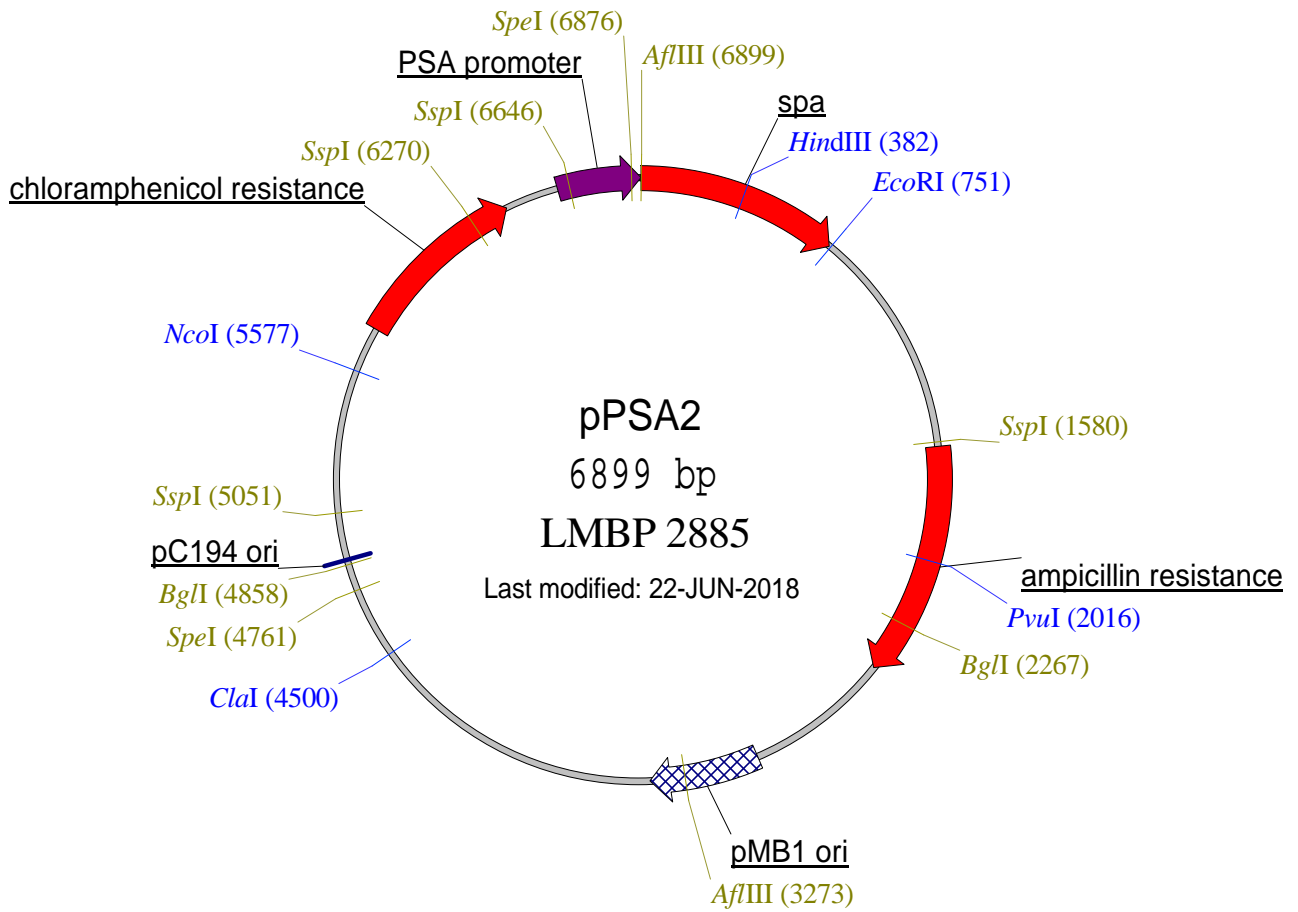 SpeI (6876)
AflIII (6899)
PSA promoter
spa
SspI (6646)
HindIII (382)
SspI (6270)
EcoRI (751)
chloramphenicol resistance
NcoI (5577)
pPSA2
6899 bp
LMBP 2885
Last modified: 22-JUN-2018
SspI (1580)
SspI (5051)
pC194 ori
BglI (4858)
SpeI (4761)
ClaI (4500)
ampicillin resistance
PvuI (2016)
BglI (2267)
pMB1 ori
AflIII (3273)